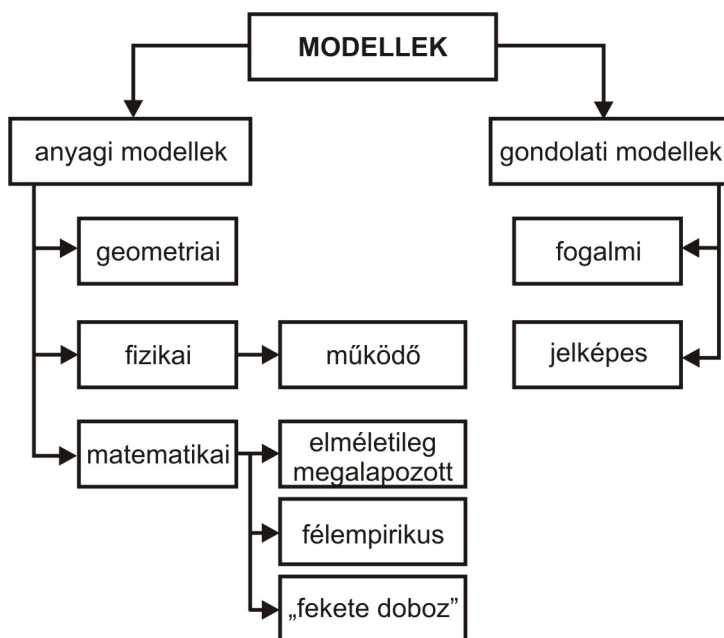 MODELLEK
anyagi modellek
gondolati modellek
geometriai
fogalmi
fizikai
működő
jelképes
matematikai
elméletileg
megalapozott
félempirikus
„fekete doboz”